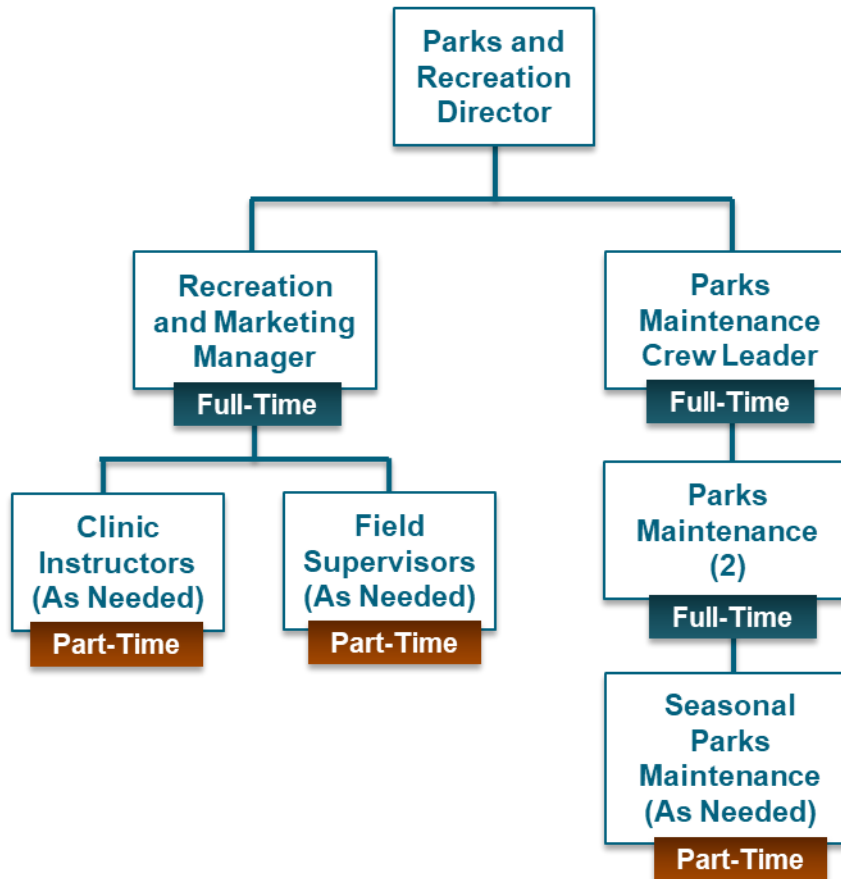 Parks and
Recreation
Director
Recreation
and Marketing
Manager
Full-Time
Parks
Maintenance
Crew Leader
Full-Time
Clinic
Instructors
(As Needed)
Part-Time
Field
Supervisors
(As Needed)
Part-Time
Parks
Maintenance
(2)
Full-Time
Seasonal
Parks
Maintenance
(As Needed)
Part-Time